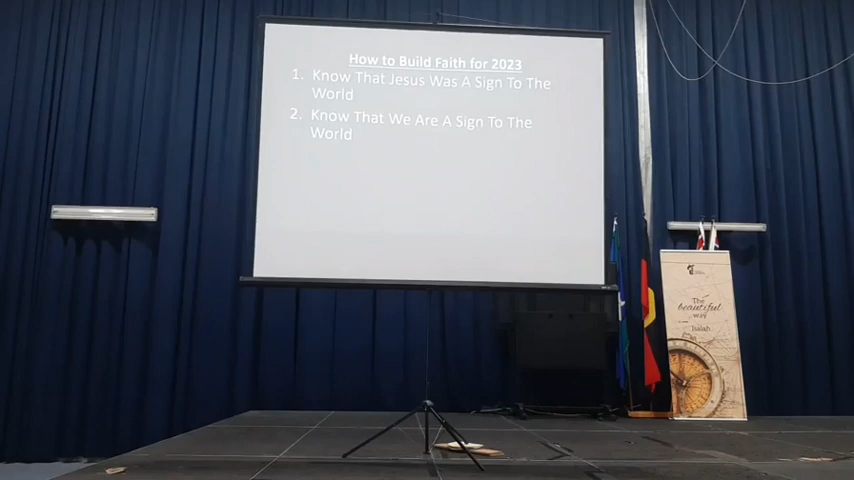 How to Build Faith for 2023
1. Know That Jesus Was A Sign To The
World
2. Know That We Are A Sign To The
World
The
beautiful
way
Isaiah